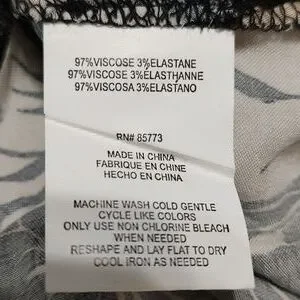 97%VISCOSE 3%ELASTANE
97%VISCOSE 3%ÉLASTHANNE
97%VISCOSA 3%ELASTANO
RN# 85773
MADE IN CHINA
FABRIQUE EN CHINE
HECHO EN CHINA
MACHINE WASH COLD GENTLE
CYCLE LIKE COLORS
ONLY USE NON CHLORINE BLEACH
WHEN NEEDED
RESHAPE AND LAY FLAT TO DRY
COOL IRON AS NEEDED